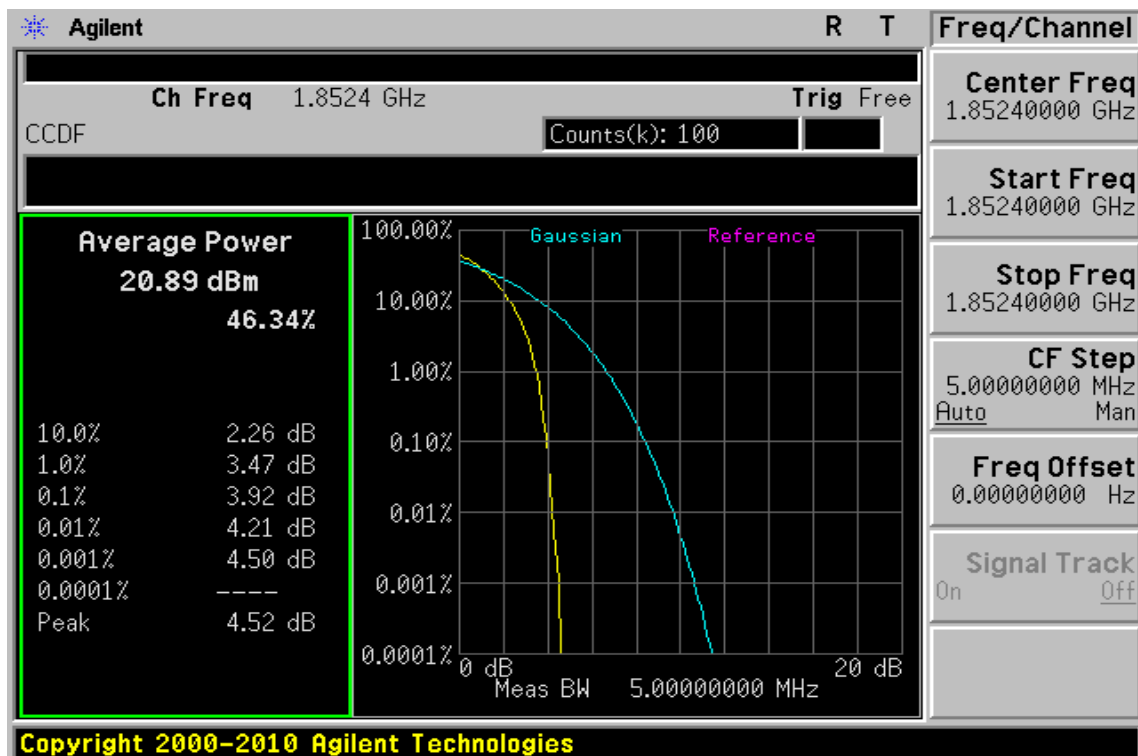 Agilent R T
Freq/Channel
Ch Freq 1.8524 GHz Trig Free
CCDF Counts(k): 100
Average Power
20.89 dBm
46.34%
10.0% 2.26 dB
1.0% 3.47 dB
0.1% 3.92 dB
0.01% 4.21 dB
0.001% 4.50 dB
0.0001% ----
Peak 4.52 dB
Gaussian Reference
100.00%
10.00%
1.00%
0.10%
0.01%
0.001%
0.0001%
0 dB 20 dB
Meas BW 5.00000000 MHz
Center Freq
1.85240000 GHz
Start Freq
1.85240000 GHz
Stop Freq
1.85240000 GHz
CF Step
5.00000000 MHz
Auto Man
Freq Offset
0.00000000 Hz
Signal Track
On Off
Copyright 2000-2010 Agilent Technologies